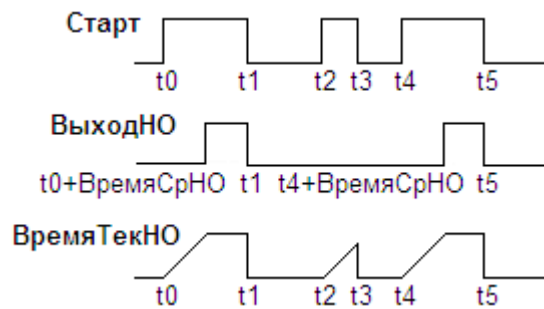 Старт
t0 t1 t2 t3 t4 t5
ВыходНО
t0+ВремяСрНО t1 t4+ВремяСрНО t5
ВремяТекНО
t0 t1 t2 t3 t4 t5